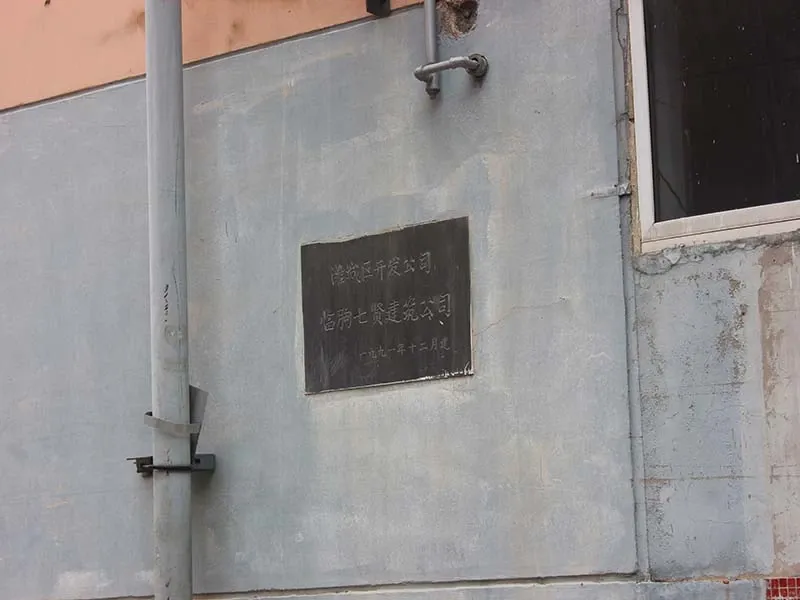 潍城区开发公司
临朐七贤建筑公司
一九九一年十二月建